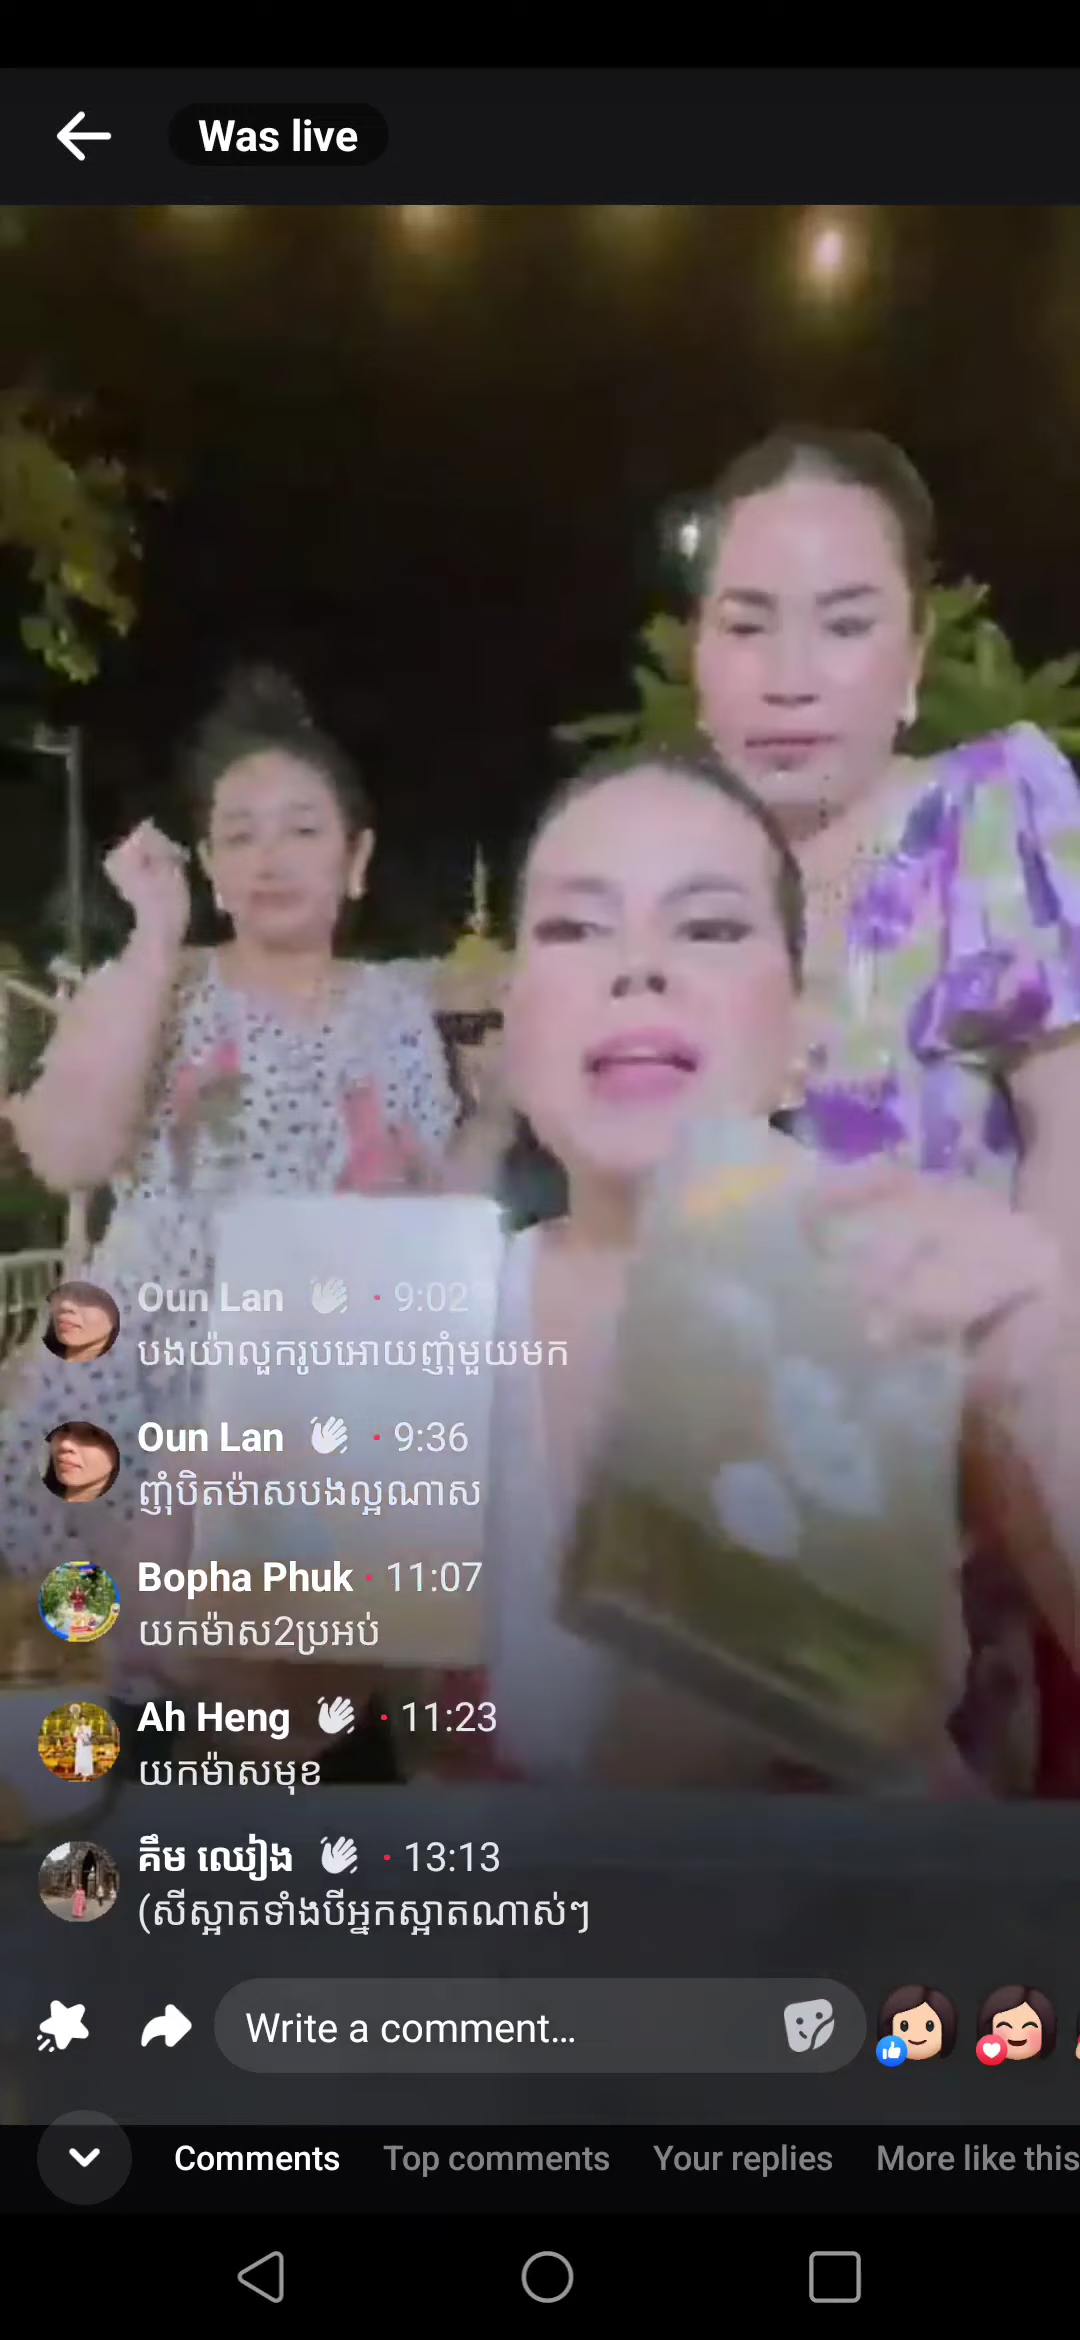 Was live
Oun Lan · 9:02
បងយ៉ាលួករូបអោយញុំមួយមក
Oun Lan · 9:36
ញុំបិតម៉ាសបងល្អណាស
Bopha Phuk · 11:07
យកម៉ាស2ប្រអប់
Ah Heng · 11:23
យកម៉ាសមុខ
គឹម ឈៀង · 13:13
(សីស្អាតទាំងបីអ្នកស្អាតណាស់ៗ
Write a comment...
Comments Top comments Your replies More like this